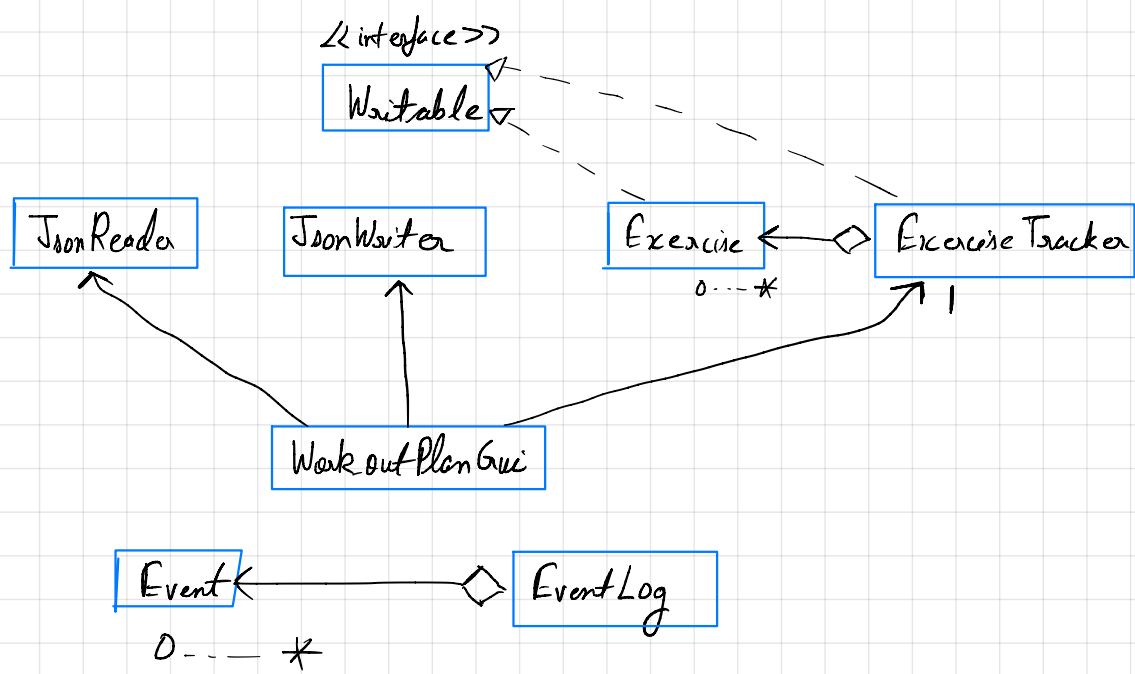 <<interface>>
Writable
JsonReader
JsonWriter
Exercise
ExerciseTracker
0...*
1
WorkoutPlanGui
Event
EventLog
0...*